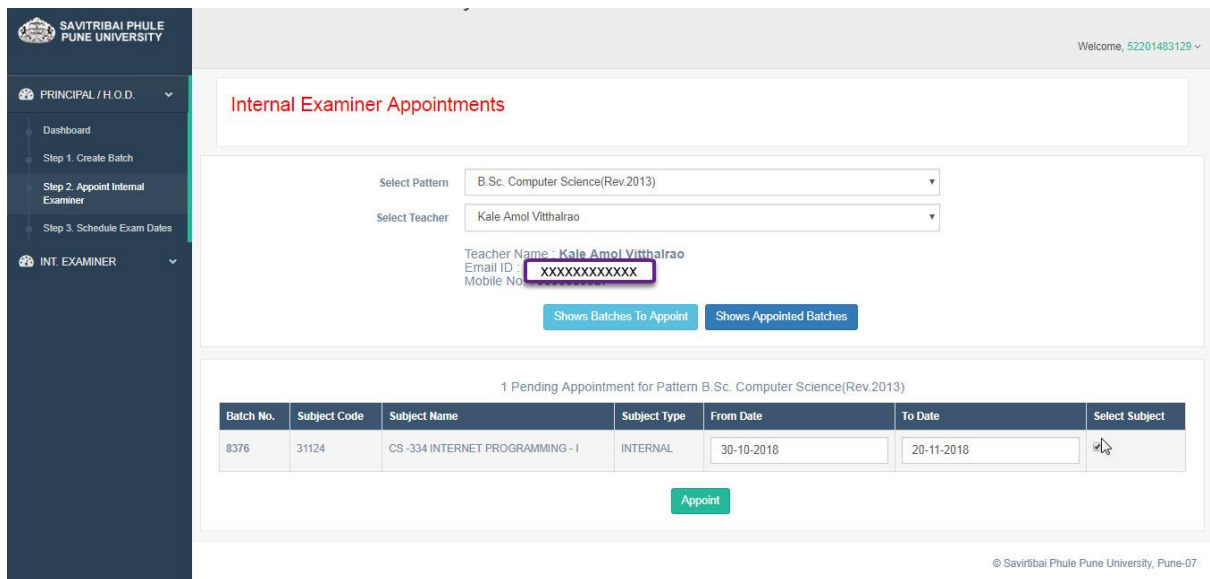 SAVITRIBAI PHULE
PUNE UNIVERSITY
Welcome, 52201483129
PRINCIPAL / H.O.D.
Dashboard
Step 1. Create Batch
Step 2. Appoint Internal
Examiner
Step 3. Schedule Exam Dates
INT. EXAMINER
Internal Examiner Appointments
Select Pattern B.Sc. Computer Science(Rev.2013)
Select Teacher Kale Amol Vitthalrao
Teacher Name : Kale Amol Vitthalrao
Email ID : XXXXXXXXXXXX
Mobile No
Shows Batches To Appoint Shows Appointed Batches
1 Pending Appointment for Pattern B.Sc. Computer Science(Rev.2013)
Batch No. Subject Code Subject Name Subject Type From Date To Date Select Subject
8376 31124 CS -334 INTERNET PROGRAMMING - I INTERNAL 30-10-2018 20-11-2018
Appoint
© Savirtibai Phule Pune University, Pune-07